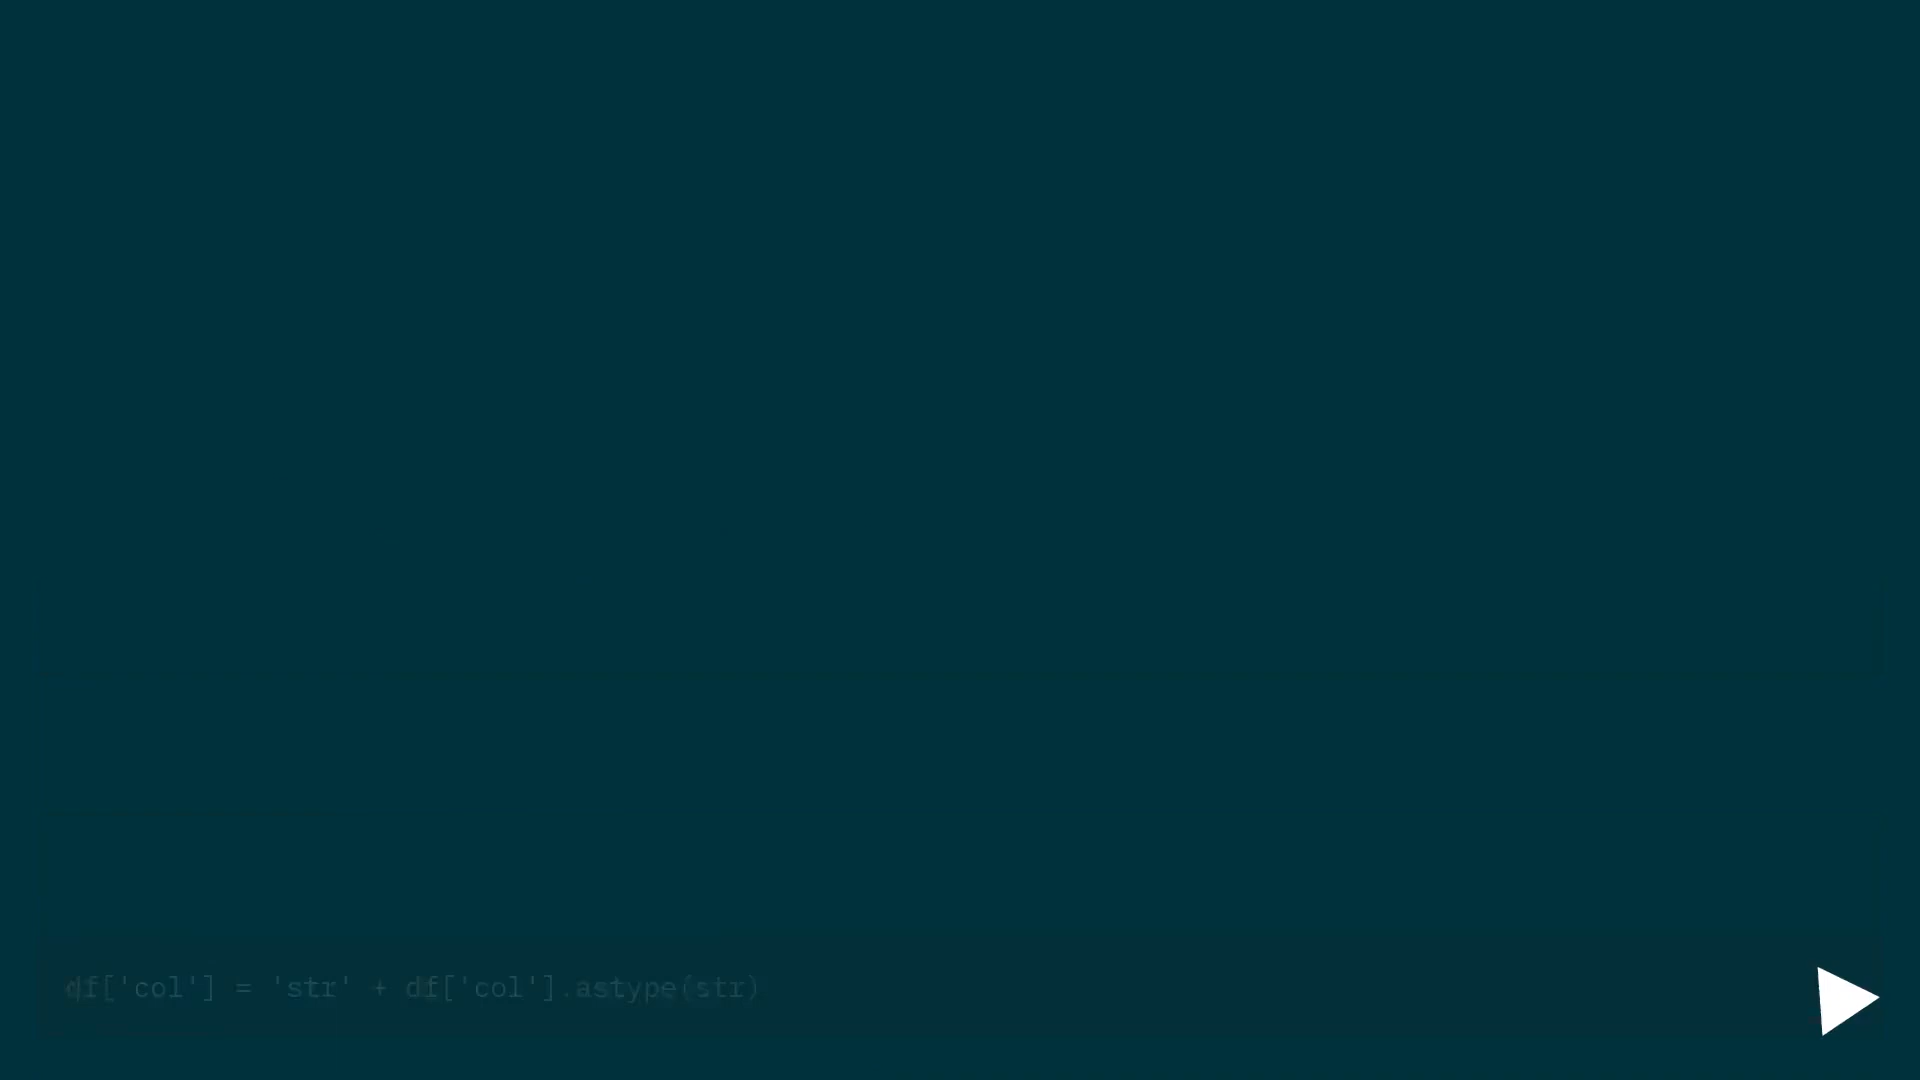 df['col'] = 'str' + df['col'].astype(str)